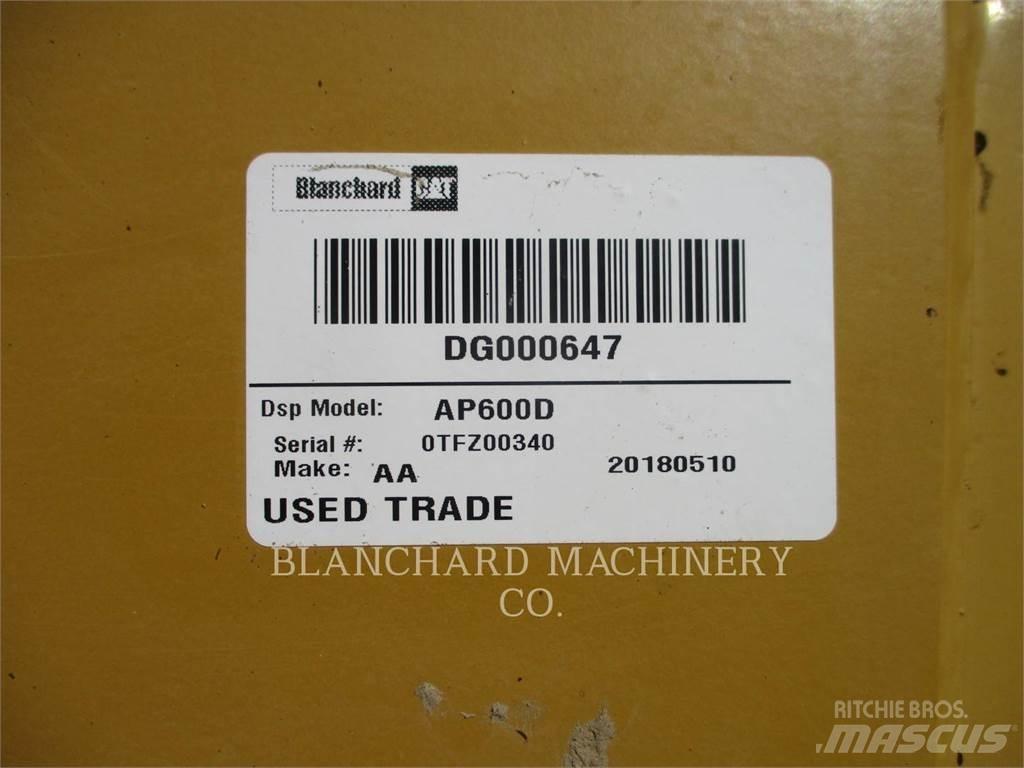 Blanchard CAT
DG000647
Dsp Model: AP600D
Serial #: 0TFZ00340
Make: AA 20180510
USED TRADE
BLANCHARD MACHINERY
CO.
RITCHIE BROS.
MASCUS